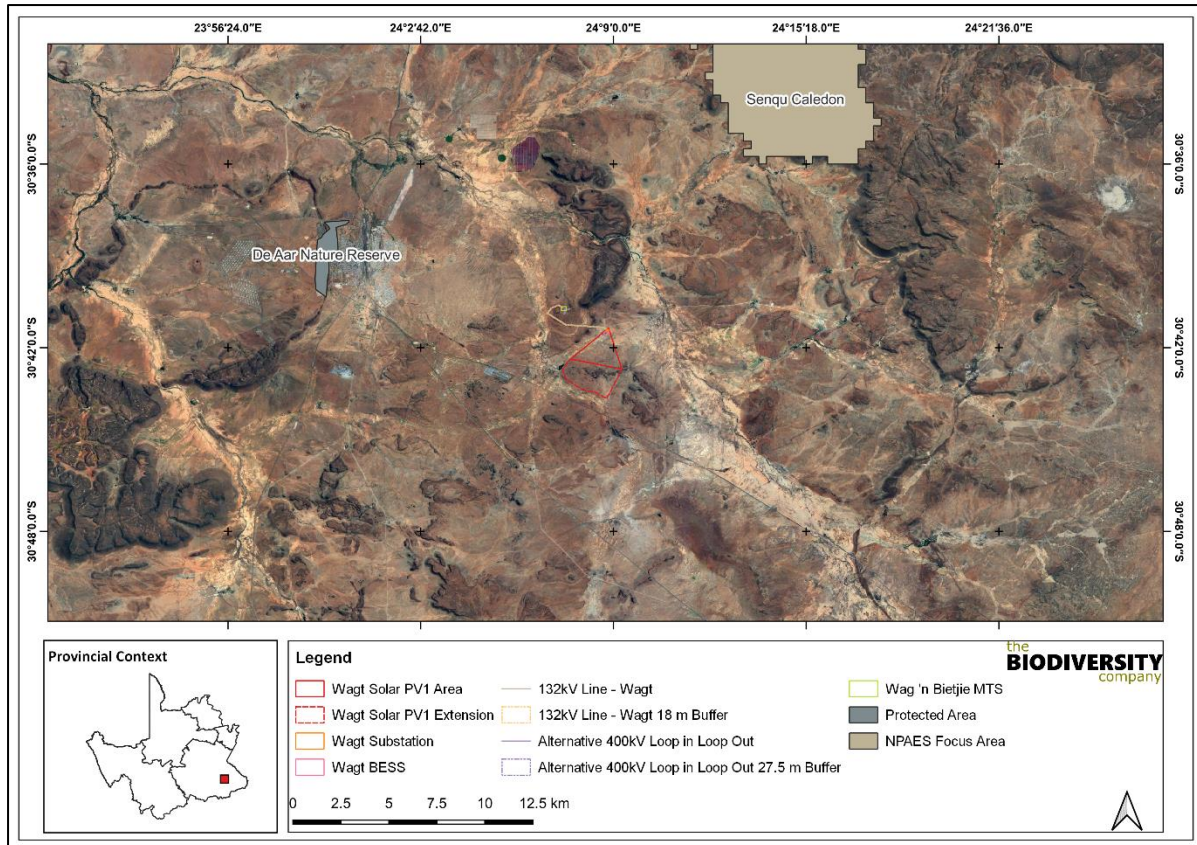 23°56'24.0"E 24°2'42.0"E 24°9'0.0"E 24°15'18.0"E 24°21'36.0"E
Senqu Caledon
30°36'0.0"S 30°36'0.0"S
De Aar Nature Reserve
30°42'0.0"S 30°42'0.0"S
30°48'0.0"S 30°48'0.0"S
Provincial Context
Legend
Wagt Solar PV1 Area
Wagt Solar PV1 Extension
Wagt Substation
Wagt BESS
132kV Line - Wagt
132kV Line - Wagt 18 m Buffer
Alternative 400kV Loop in Loop Out
Alternative 400kV Loop in Loop Out 27.5 m Buffer
Wag 'n Bietjie MTS
Protected Area
NPAES Focus Area
0 2.5 5 7.5 10 12.5 km
the
BIODIVERSITY
company